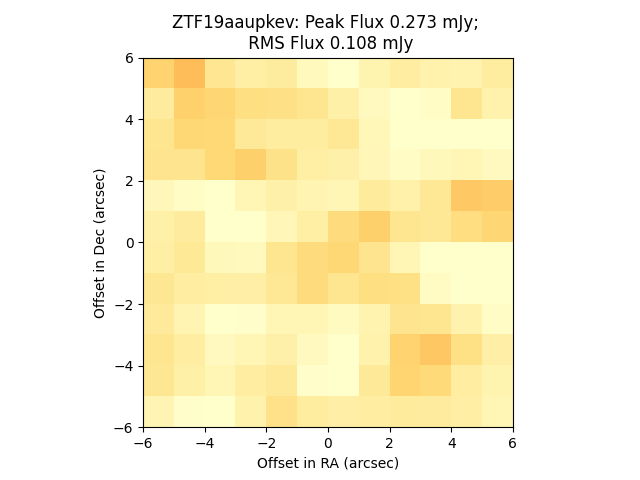 ZTF19aaupkev: Peak Flux 0.273 mJy;
RMS Flux 0.108 mJy
6
4
2
0
−2
−4
−6
Offset in Dec (arcsec)
−6 −4 −2 0 2 4 6
Offset in RA (arcsec)